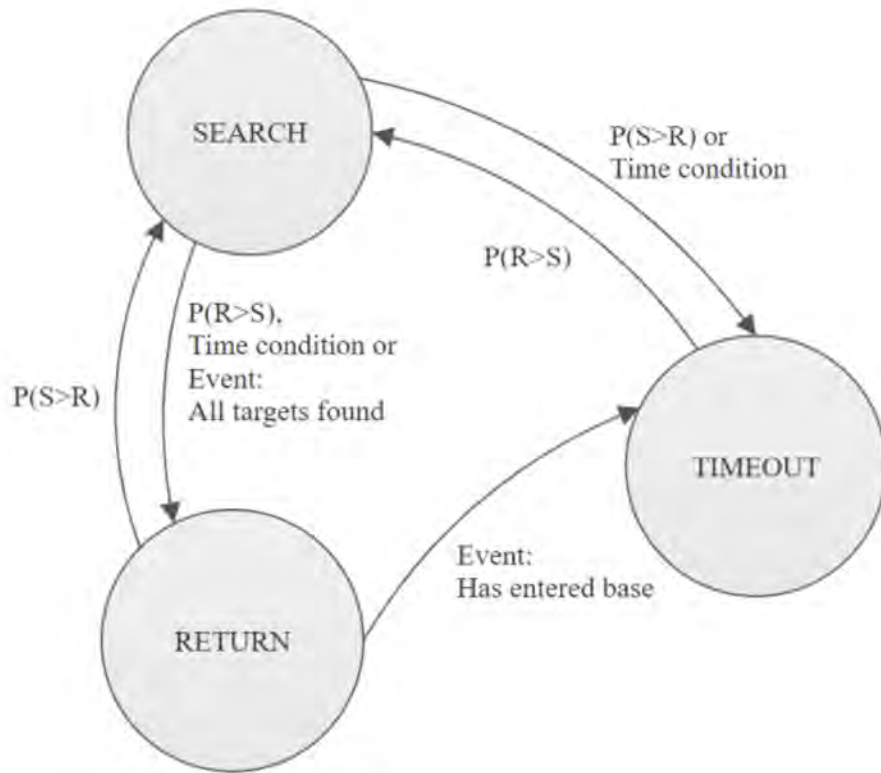 SEARCH
P(S>R) or
Time condition
P(R>S)
P(R>S),
Time condition or
Event:
All targets found
P(S>R)
TIMEOUT
Event:
Has entered base
RETURN